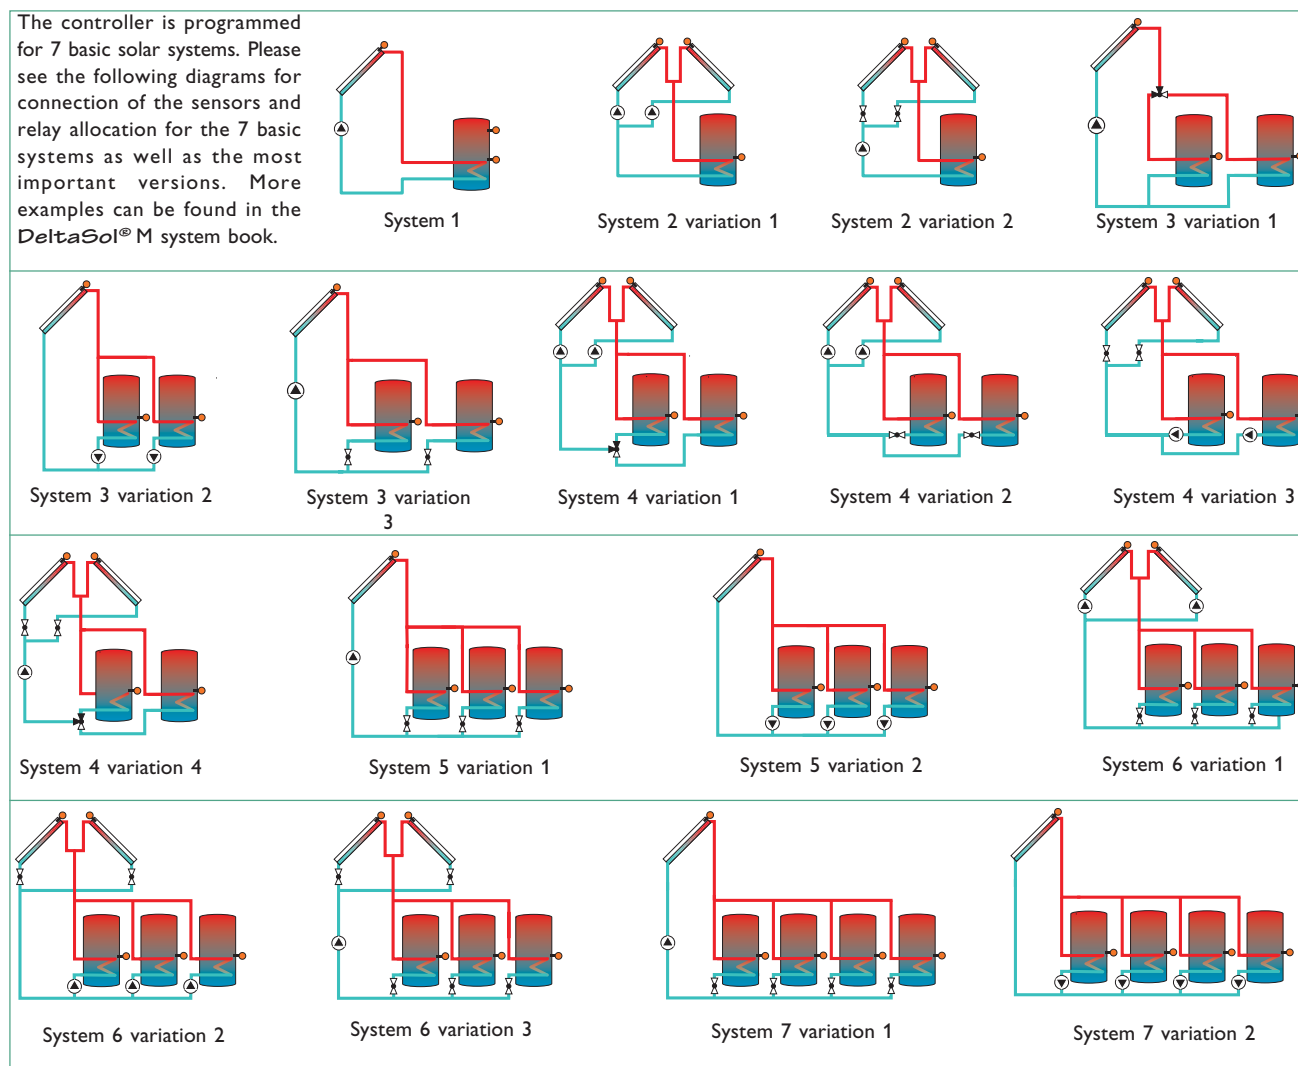 The controller is programmed
for 7 basic solar systems. Please
see the following diagrams for
connection of the sensors and
relay allocation for the 7 basic
systems as well as the most
important versions. More
examples can be found in the
DeltaSol® M system book.
System 1
System 2 variation 1
System 2 variation 2
System 3 variation 1
System 3 variation 2
System 3 variation
3
System 4 variation 1
System 4 variation 2
System 4 variation 3
System 4 variation 4
System 5 variation 1
System 5 variation 2
System 6 variation 1
System 6 variation 2
System 6 variation 3
System 7 variation 1
System 7 variation 2